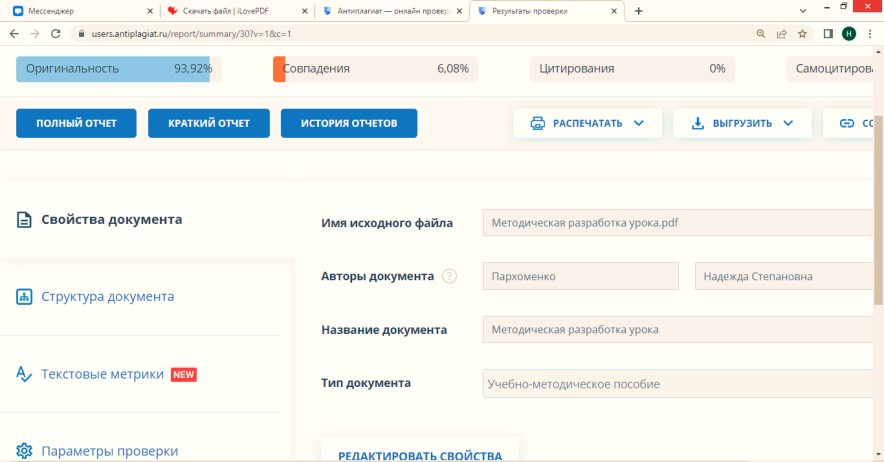 Мессенджер
Скачать файл | iLovePDF
Антиплагиат — онлайн провер
Результаты проверки
users.antiplagiat.ru/report/summary/30?v=1&c=1
Н
Оригинальность 93,92%
Совпадения 6,08%
Цитирования 0%
Самоцитирова
ПОЛНЫЙ ОТЧЕТ
КРАТКИЙ ОТЧЕТ
ИСТОРИЯ ОТЧЕТОВ
РАСПЕЧАТАТЬ
ВЫГРУЗИТЬ
СС
Свойства документа
Структура документа
Текстовые метрики NEW
Параметры проверки
Имя исходного файла Методическая разработка урока.pdf
Авторы документа ? Пархоменко Надежда Степановна
Название документа Методическая разработка урока
Тип документа Учебно-методическое пособие
РЕДАКТИРОВАТЬ СВОЙСТВА